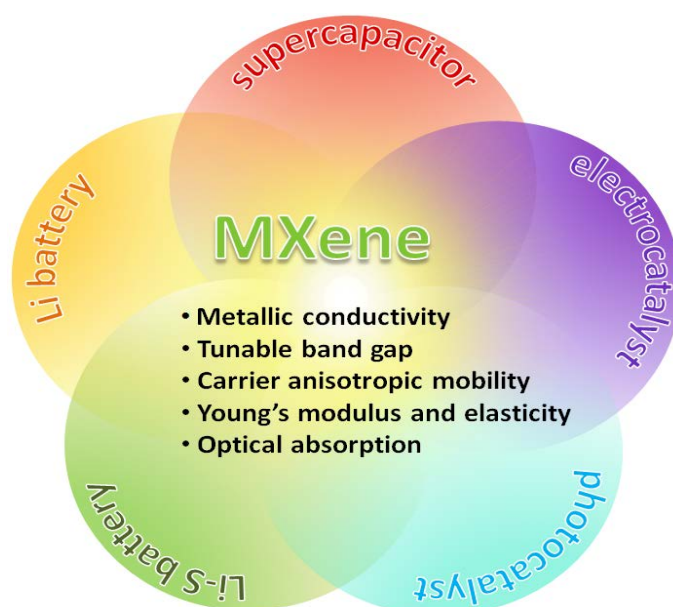 supercapacitor
electrocatalyst
photocatalyst
Li-S battery
Li battery
MXene
• Metallic conductivity
• Tunable band gap
• Carrier anisotropic mobility
• Young's modulus and elasticity
• Optical absorption